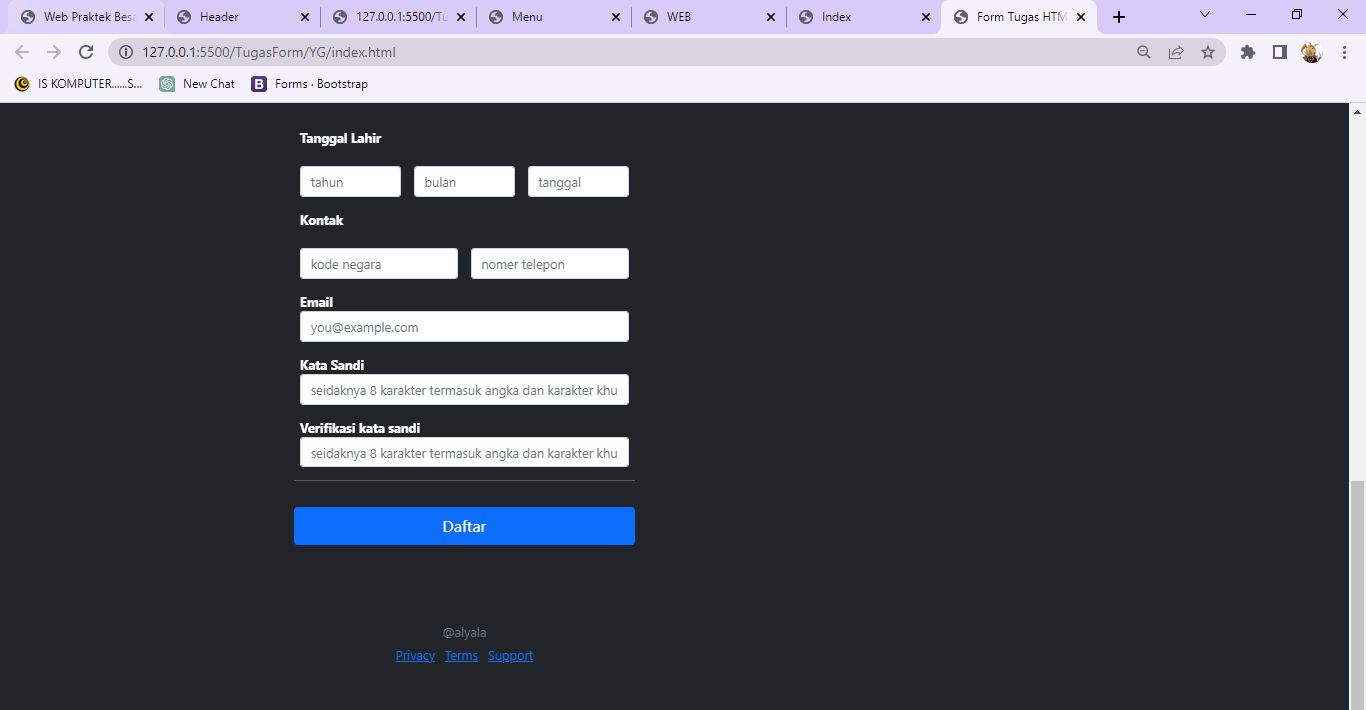 Web Praktek Besa
Header
127.0.0.1:5500/Tu
Menu
WEB
Index
Form Tugas HTM
127.0.0.1:5500/TugasForm/YG/index.html
IS KOMPUTER......S...
New Chat
B
Forms · Bootstrap
Tanggal Lahir
tahun
bulan
tanggal
Kontak
kode negara
nomer telepon
Email
you@example.com
Kata Sandi
seidaknya 8 karakter termasuk angka dan karakter khu
Verifikasi kata sandi
seidaknya 8 karakter termasuk angka dan karakter khu
Daftar
@alyala
Privacy Terms Support